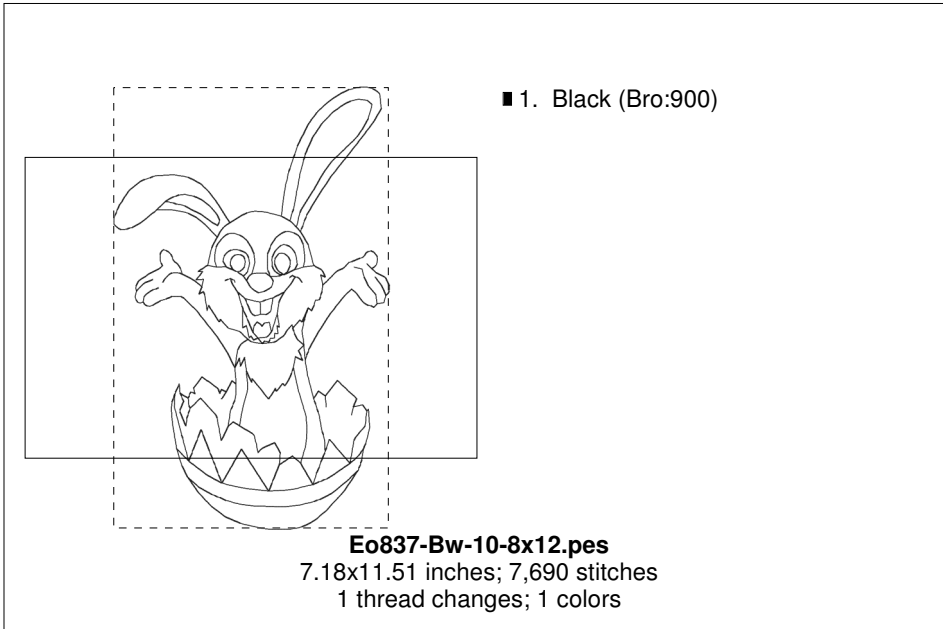 1. Black (Bro:900)
Eo837-Bw-10-8x12.pes
7.18x11.51 inches; 7,690 stitches
1 thread changes; 1 colors